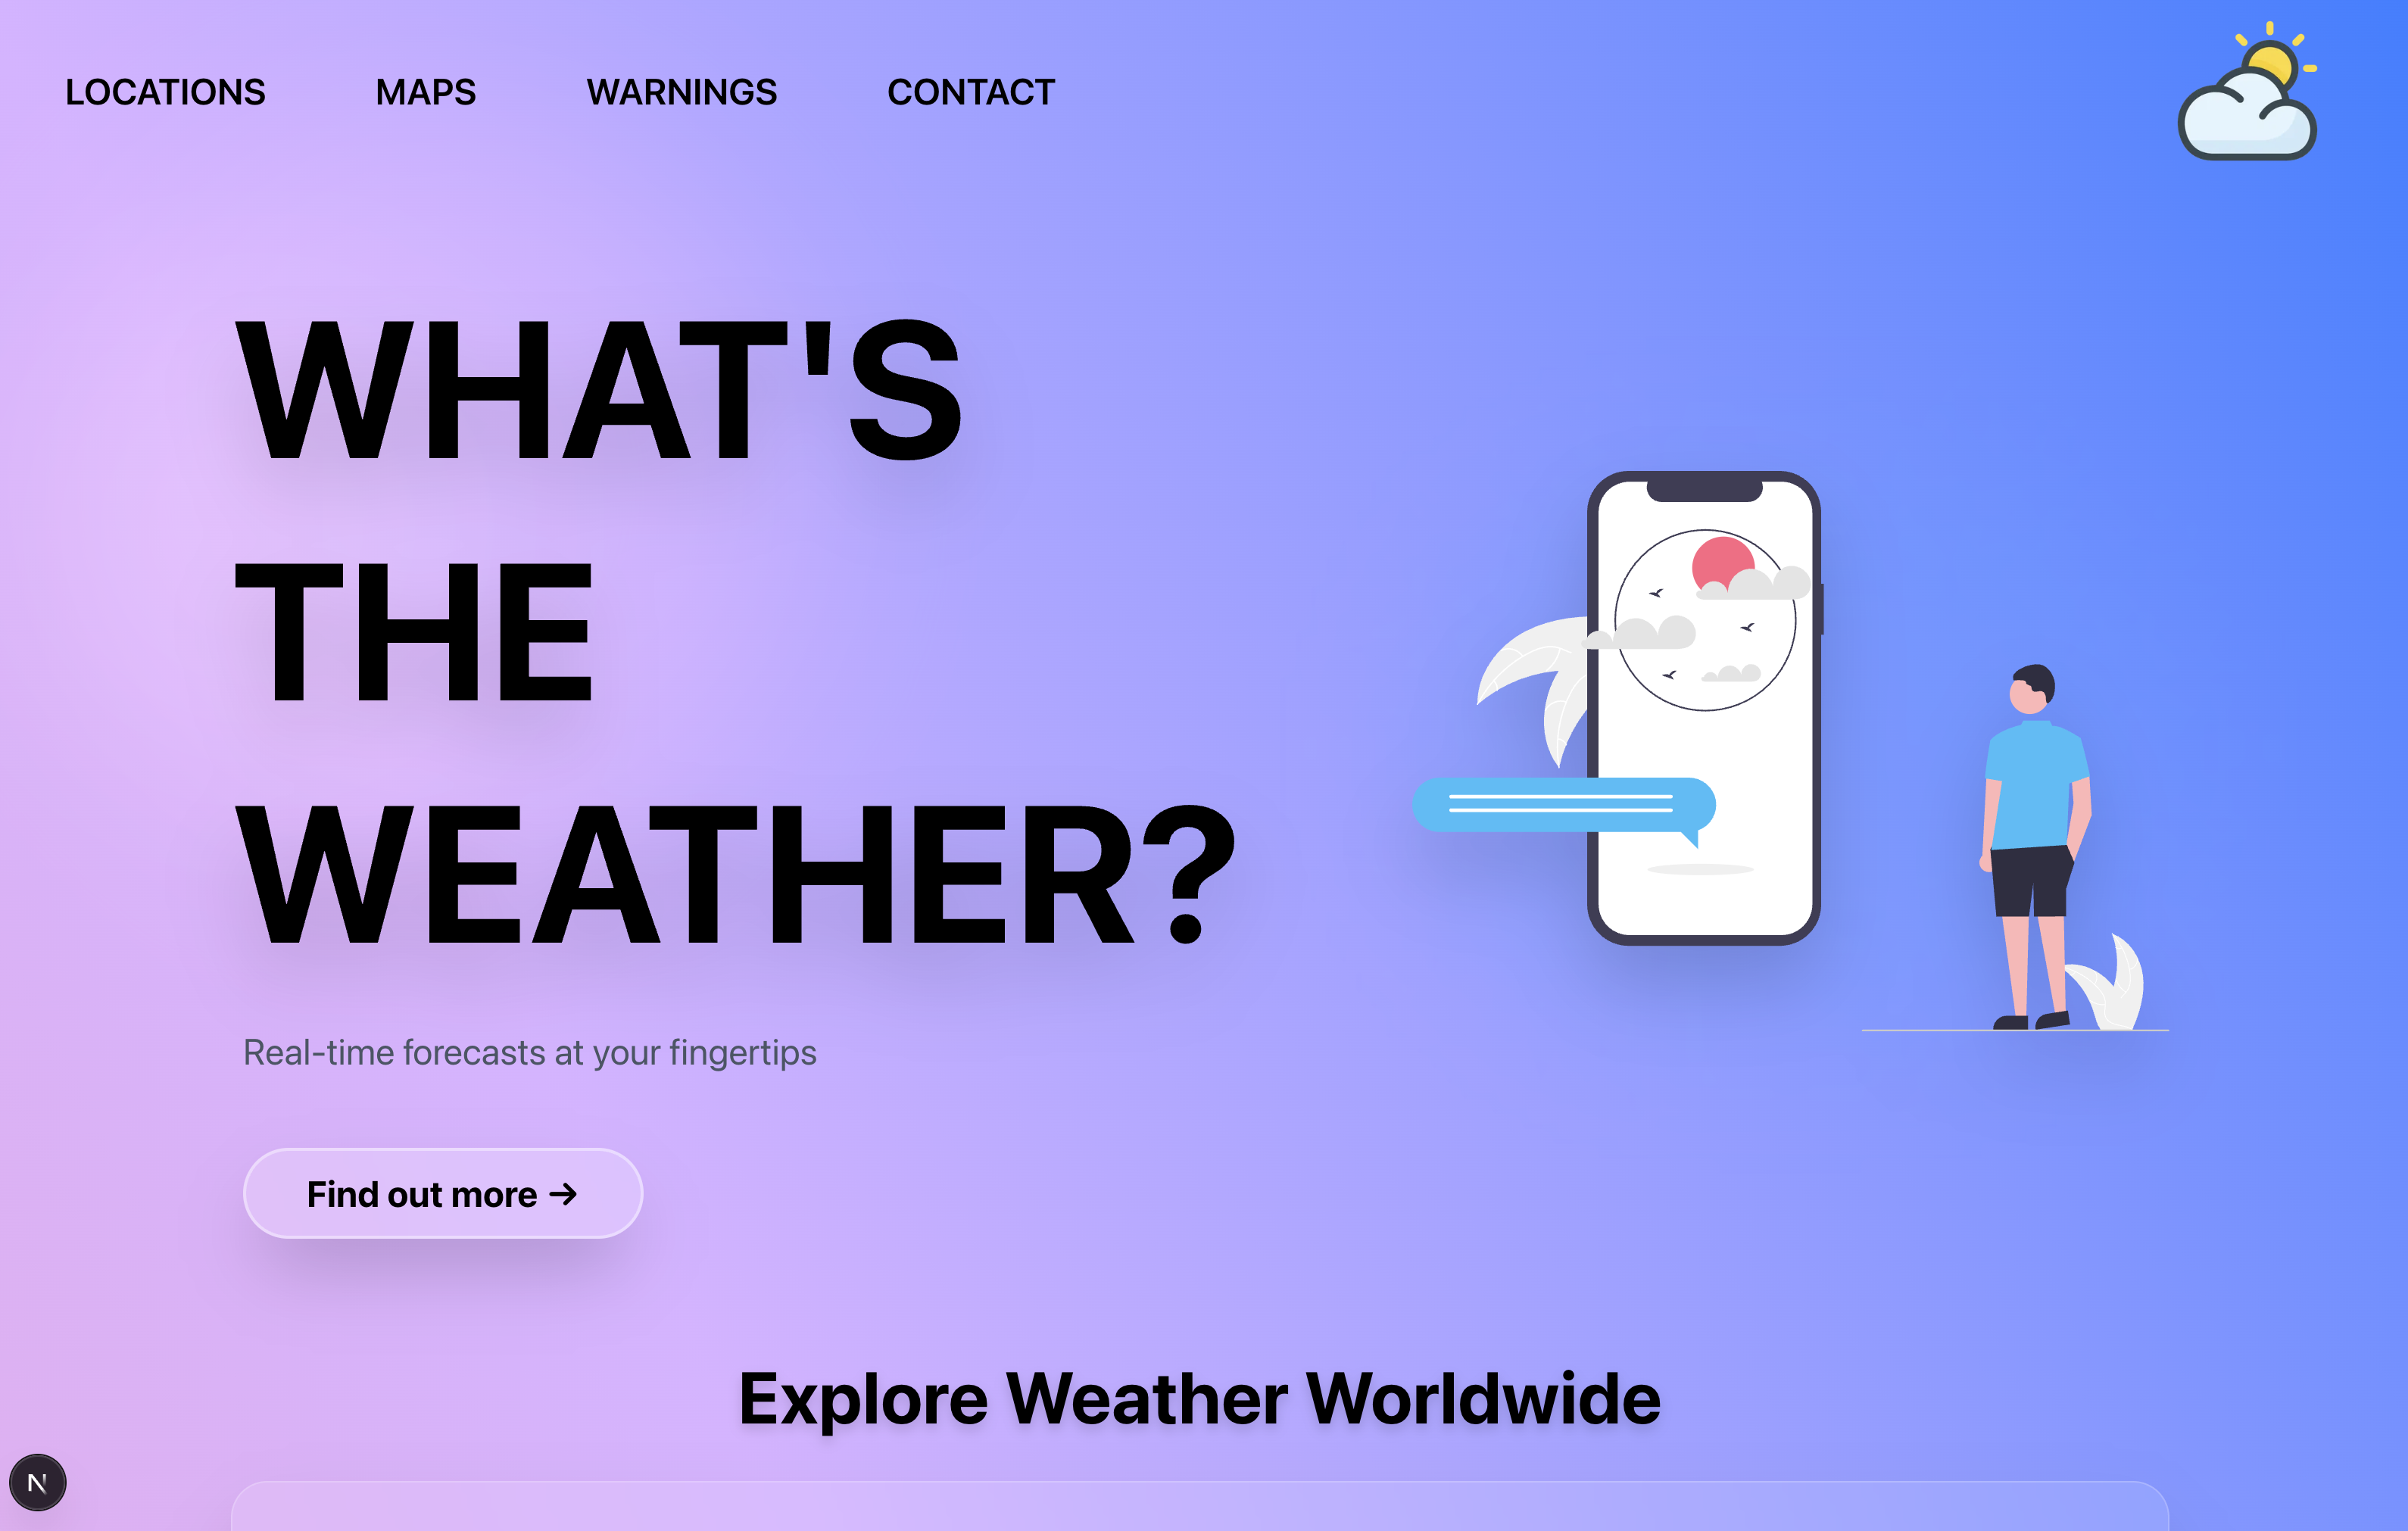 LOCATIONS MAPS WARNINGS CONTACT
WHAT'S
THE
WEATHER?
Real-time forecasts at your fingertips
Find out more →
Explore Weather Worldwide
N